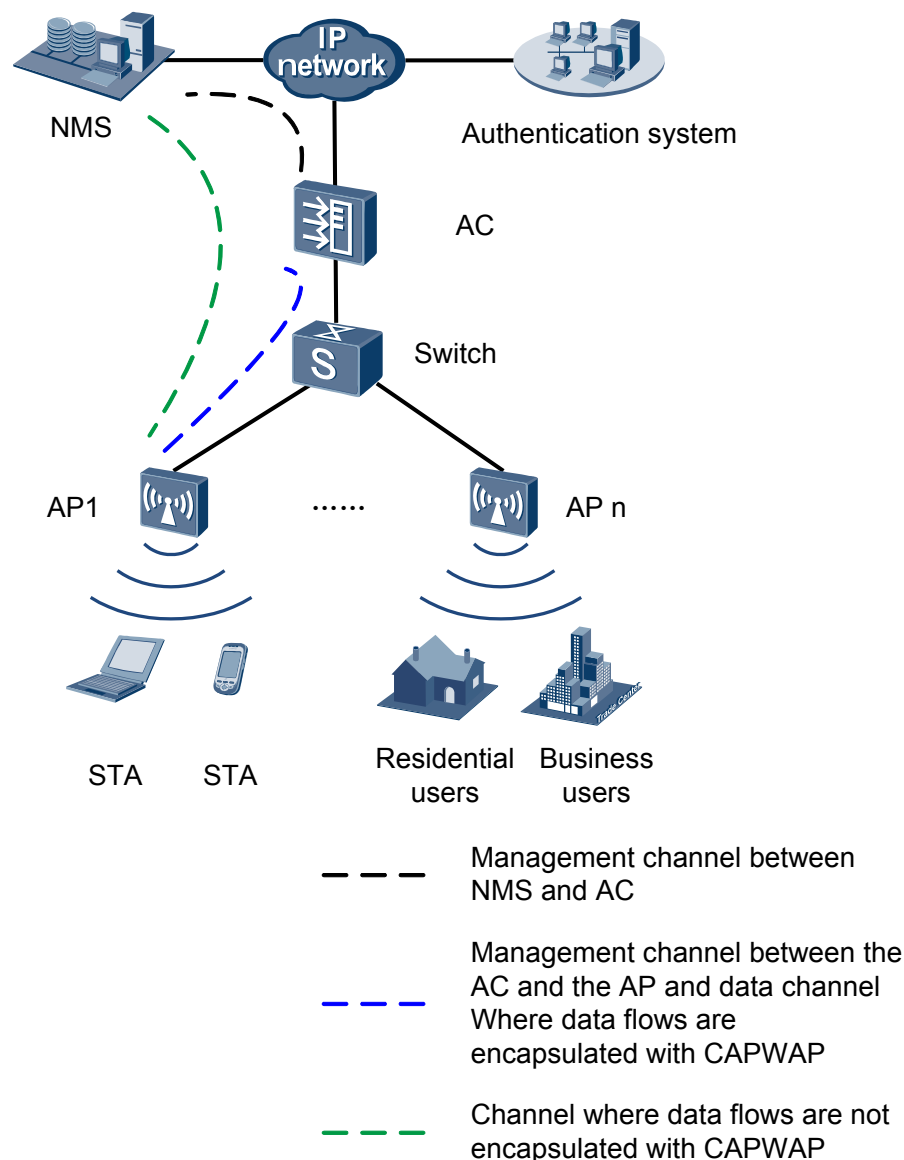 IP
network
NMS
Authentication system
AC
S
Switch
AP1
......
AP n
Trade Center
STA
STA
Residential
users
Business
users
Management channel between
NMS and AC
Management channel between the
AC and the AP and data channel
Where data flows are
encapsulated with CAPWAP
Channel where data flows are not
encapsulated with CAPWAP